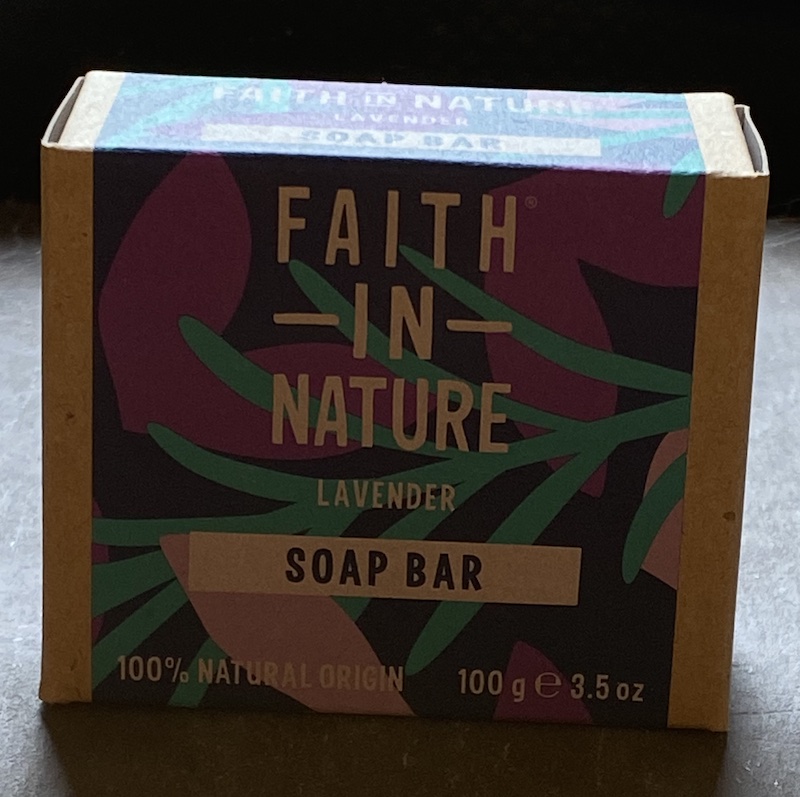 FAITH IN NATURE
LAVENDER
SOAP BAR
FAITH®
—IN—
NATURE
LAVENDER
SOAP BAR
100% NATURAL ORIGIN 100 g ℮ 3.5 oz